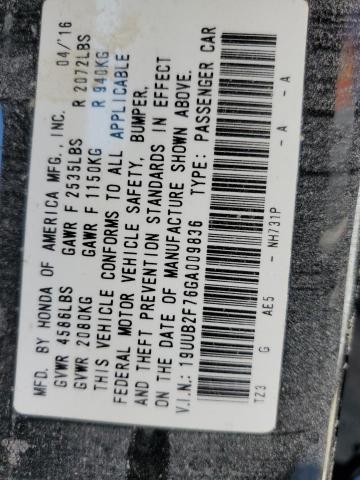 MFD. BY HONDA OF AMERICA MFG., INC. 04/'16
GVWR 4586LBS GAWR F 2535LBS R 2072LBS
GVWR 2080KG GAWR F 1150KG R 940KG
THIS VEHICLE CONFORMS TO ALL APPLICABLE
FEDERAL MOTOR VEHICLE SAFETY, BUMPER,
AND THEFT PREVENTION STANDARDS IN EFFECT
ON THE DATE OF MANUFACTURE SHOWN ABOVE.
V.I.N.: 19UUB2F76GA009836 TYPE: PASSENGER CAR
TZ3 G AE5 - NH731P - A - A